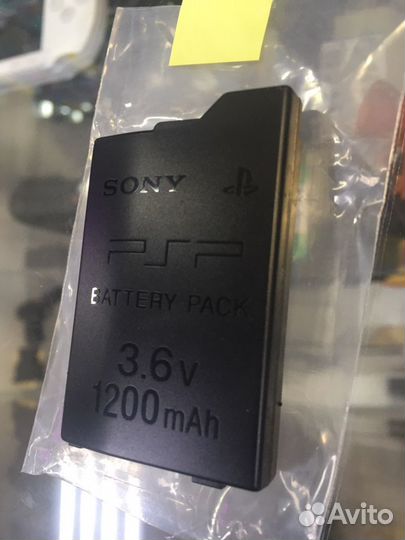 SONY
PSP
BATTERY PACK
3.6V
1200mAh
Avito